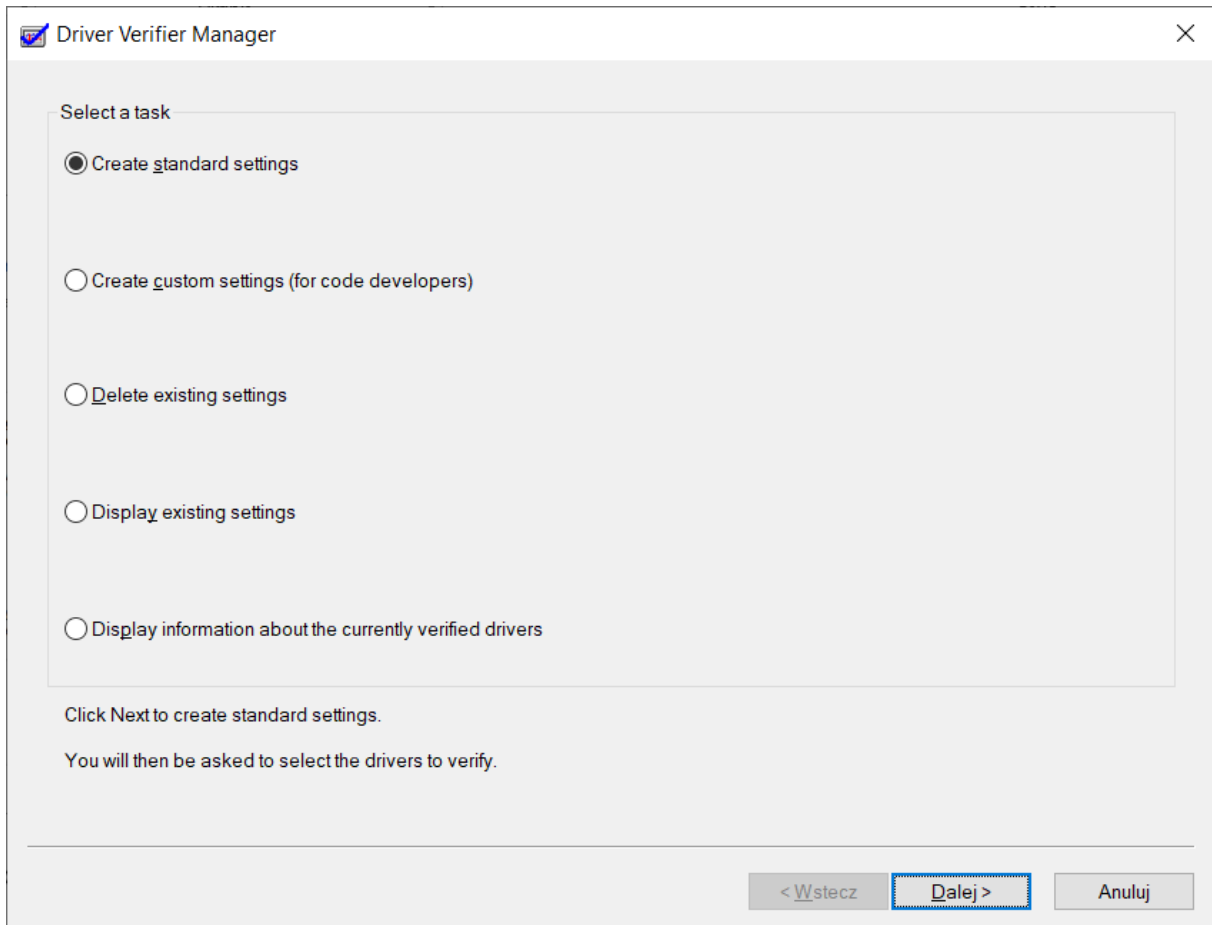 Driver Verifier Manager
Select a task
Create standard settings
Create custom settings (for code developers)
Delete existing settings
Display existing settings
Display information about the currently verified drivers
Click Next to create standard settings.
You will then be asked to select the drivers to verify.
< Wstecz
Dalej >
Anuluj